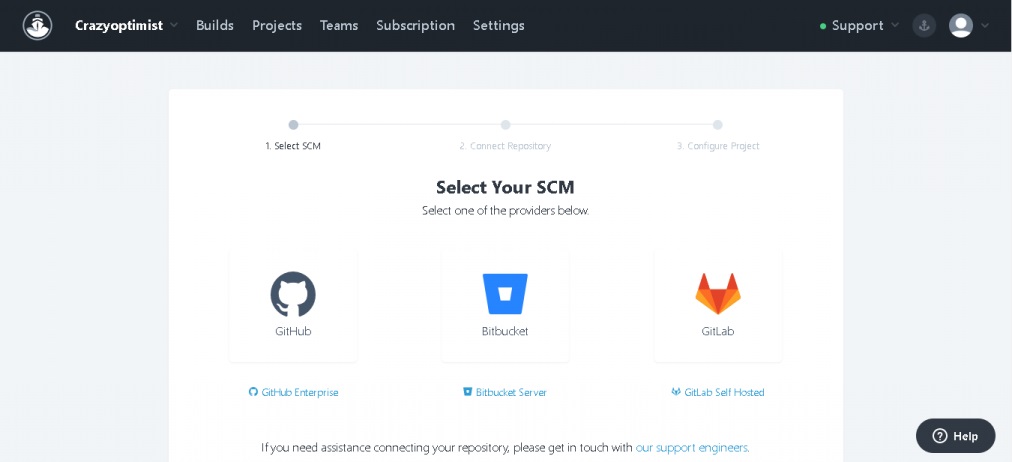 Crazyoptimist Builds Projects Teams Subscription Settings Support
1. Select SCM 2. Connect Repository 3. Configure Project
Select Your SCM
Select one of the providers below.
GitHub Bitbucket GitLab
GitHub Enterprise Bitbucket Server GitLab Self Hosted
If you need assistance connecting your repository, please get in touch with our support engineers.
Help